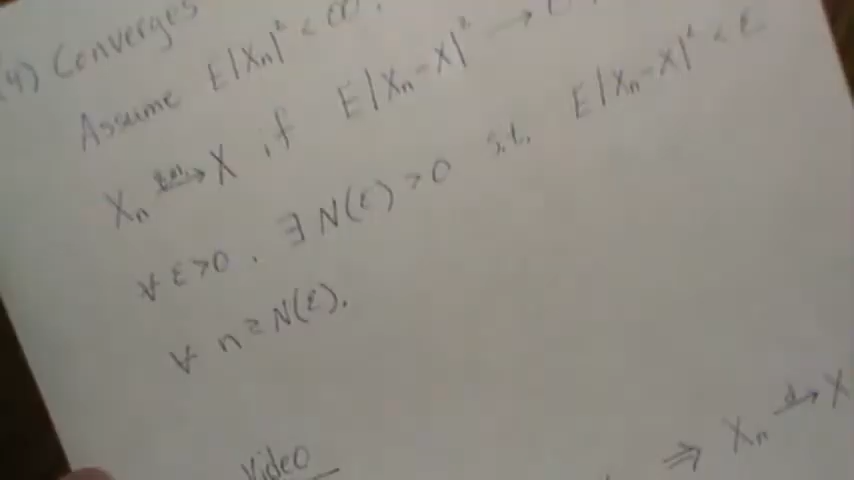 (4) Converges
Assume E|Xₙ|² < ∞.
Xₙ → X if E|Xₙ-X|² →
∀ ε>0, ∃ N(ε) > 0 s.t. E|Xₙ-X|² < ε
∀ n ≥ N(ε).
Video
⇒ Xₙ →ᵈ X